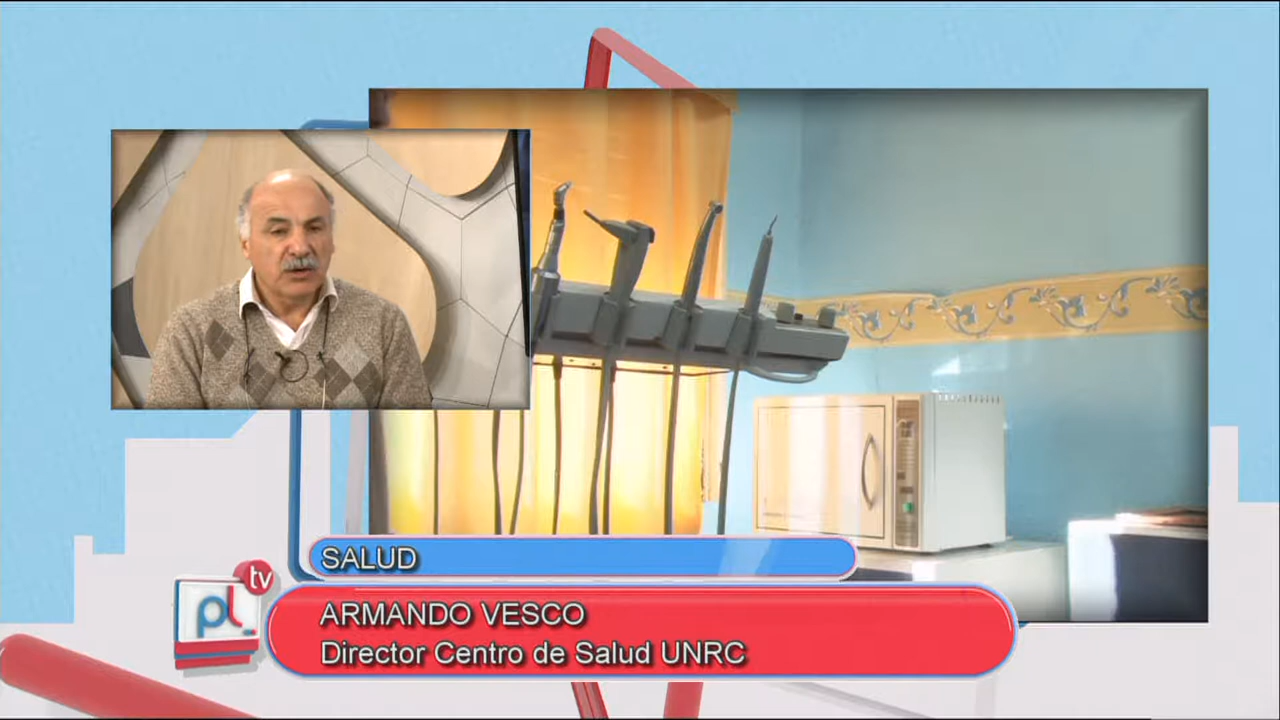 SALUD
tv
pl
ARMANDO VESCO
Director Centro de Salud UNRC